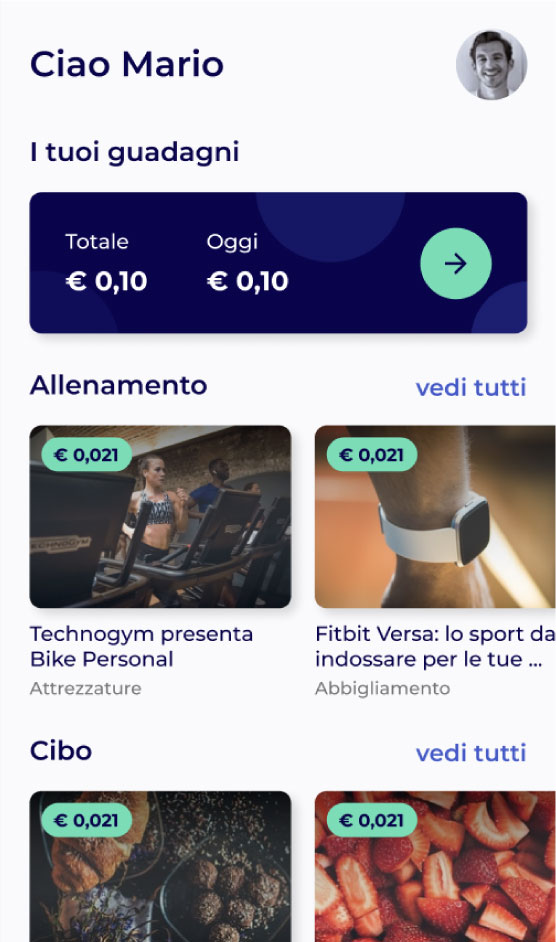 Ciao Mario
I tuoi guadagni
Totale
Oggi
€ 0,10
€ 0,10
Allenamento
vedi tutti
€ 0,021
€ 0,021
TECHNOGYM
Technogym presenta
Bike Personal
Attrezzature
Fitbit Versa: lo sport da
indossare per le tue ...
Abbigliamento
Cibo
vedi tutti
€ 0,021
€ 0,021